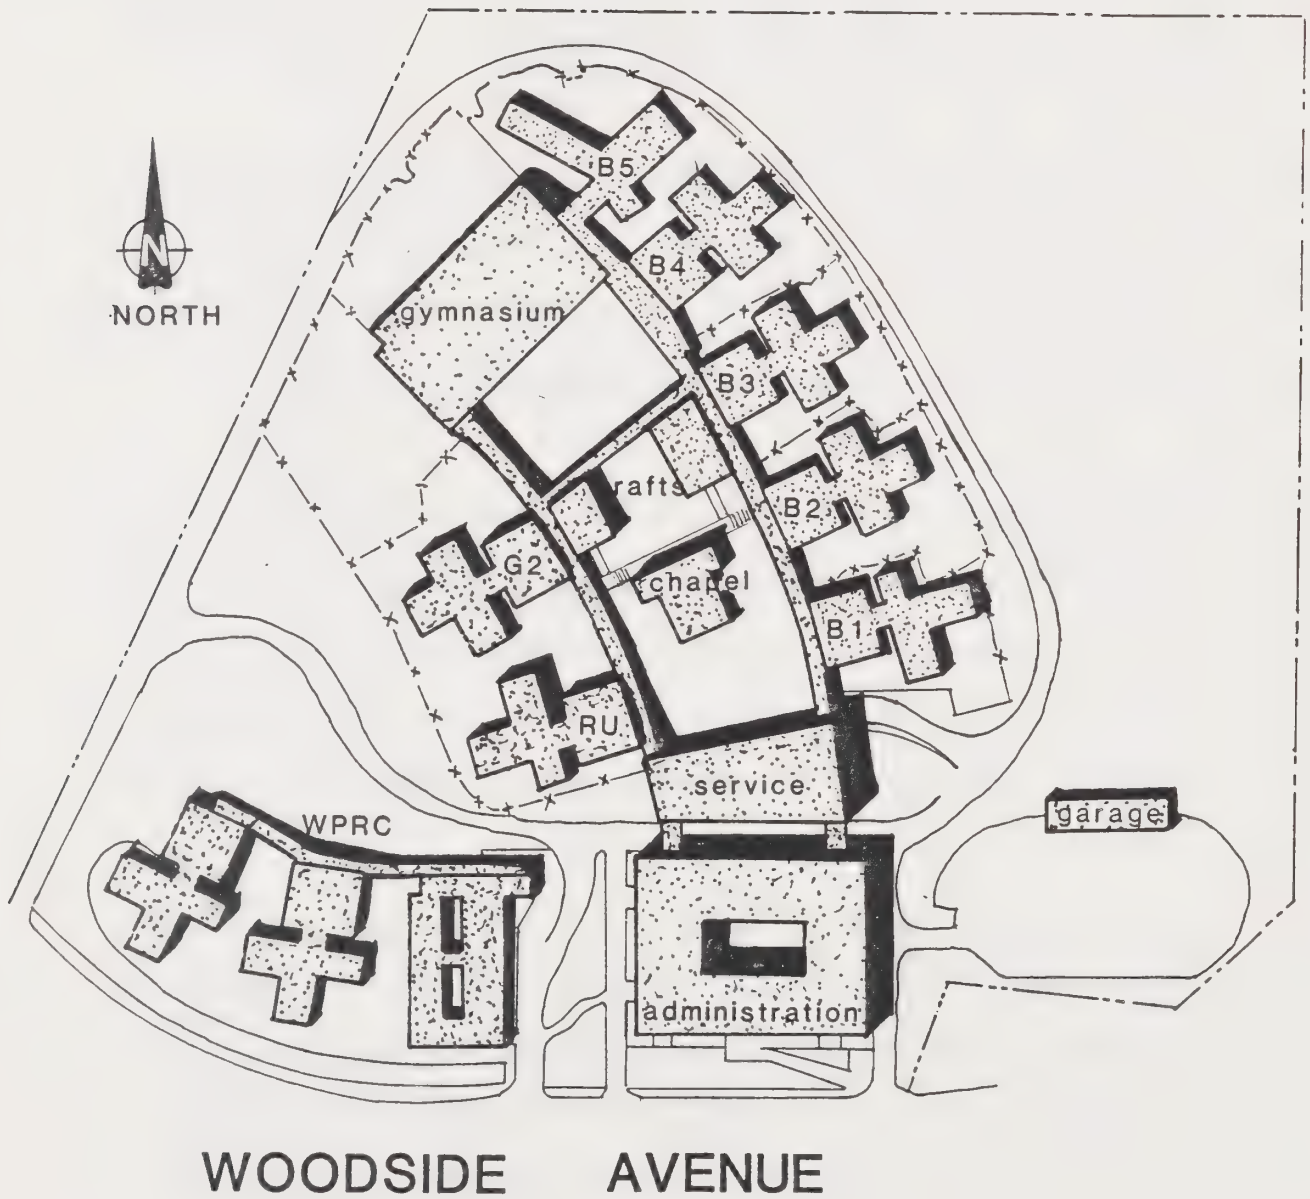 B5
B4
N
NORTH
gymnasium
B3
rafts
B2
G2
chapel
B1
RU
service
garage
WPRC
administration
WOODSIDE AVENUE